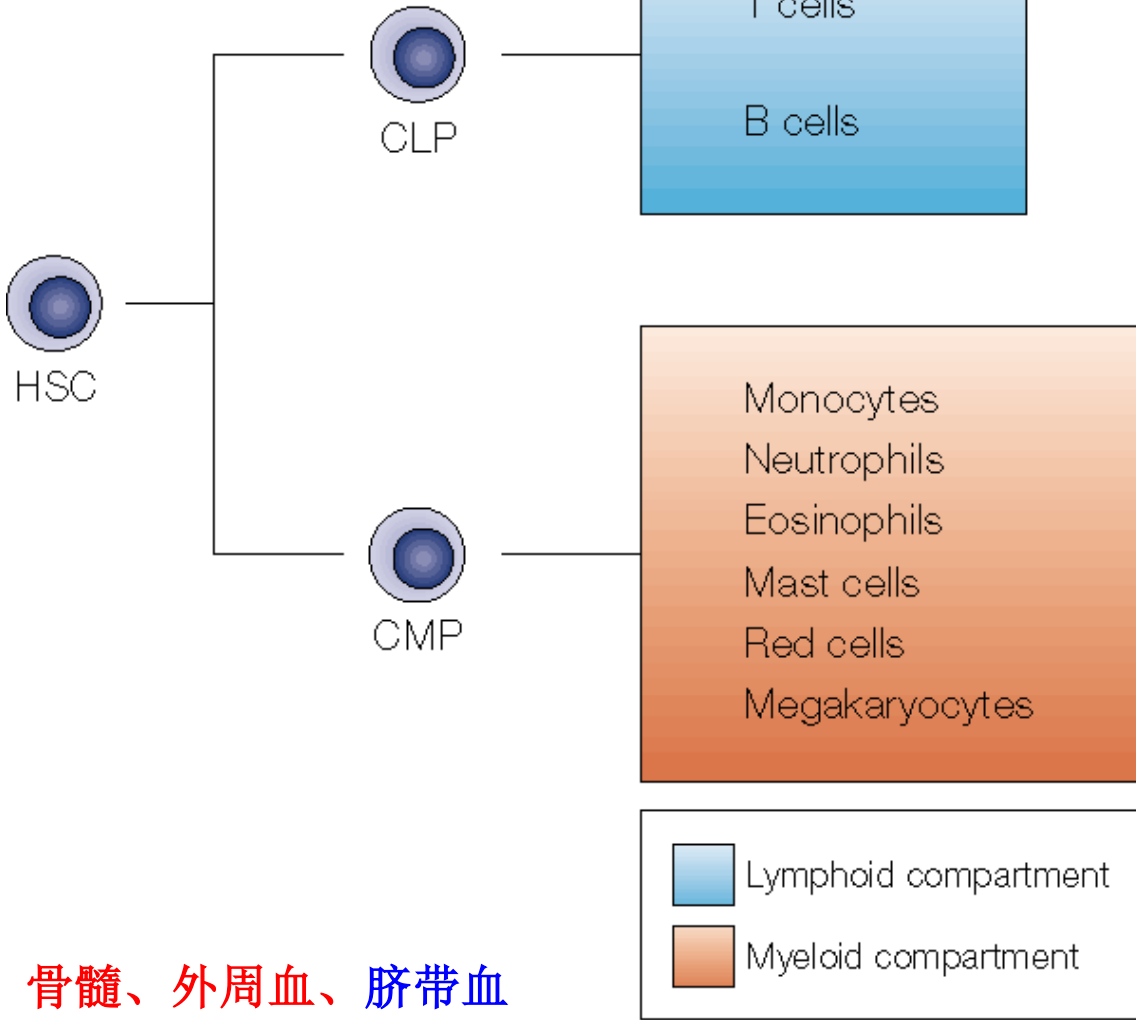 T cells
CLP
B cells
HSC
Monocytes
Neutrophils
Eosinophils
Mast cells
CMP
Red cells
Megakaryocytes
Lymphoid compartment
Myeloid compartment
骨髓、外周血、脐带血